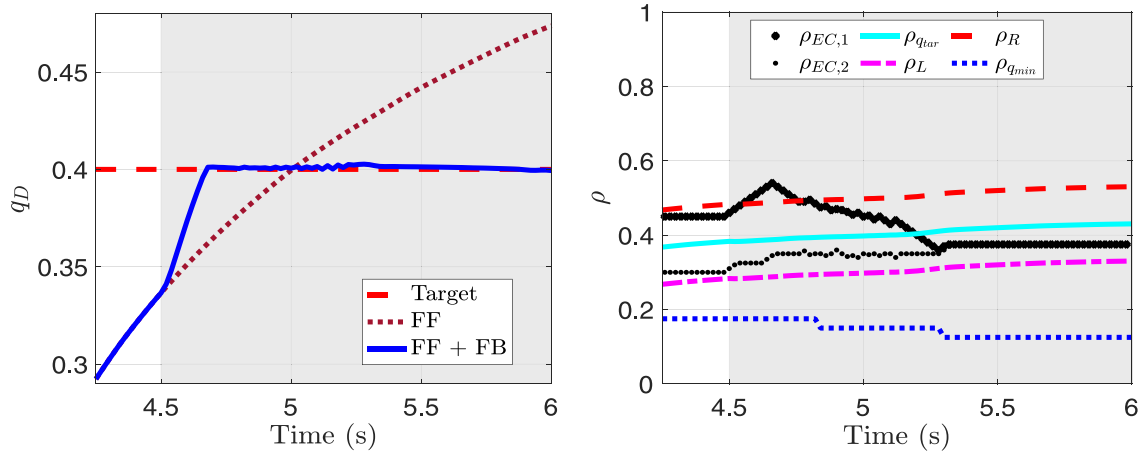 0.45
0.4
0.35
0.3
q_D
4.5 5 5.5 6
Time (s)
Target
FF
FF + FB
1
0.8
0.6
0.4
0.2
0
ρ
4.5 5 5.5 6
Time (s)
ρ_{EC,1} ρ_{q_{tar}} ρ_R
ρ_{EC,2} ρ_L ρ_{q_{min}}